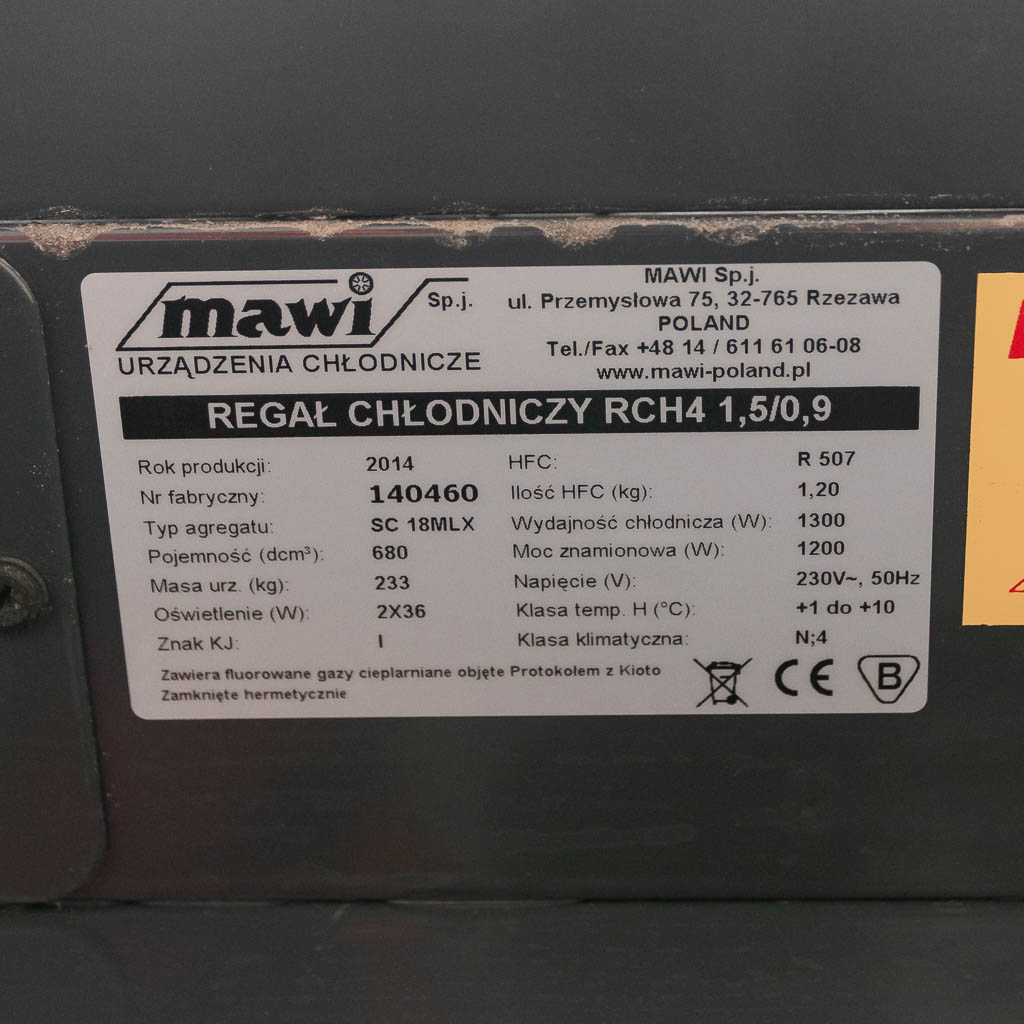 mawi Sp.j.
URZĄDZENIA CHŁODNICZE
MAWI Sp.j.
ul. Przemysłowa 75, 32-765 Rzezawa
POLAND
Tel./Fax +48 14 / 611 61 06-08
www.mawi-poland.pl
REGAŁ CHŁODNICZY RCH4 1,5/0,9
Rok produkcji: 2014
Nr fabryczny: 140460
Typ agregatu: SC 18MLX
Pojemność (dcm³): 680
Masa urz. (kg): 233
Oświetlenie (W): 2X36
Znak KJ: I
HFC: R 507
Ilość HFC (kg): 1,20
Wydajność chłodnicza (W): 1300
Moc znamionowa (W): 1200
Napięcie (V): 230V~, 50Hz
Klasa temp. H (°C): +1 do +10
Klasa klimatyczna: N;4
Zawiera fluorowane gazy cieplarniane objęte Protokołem z Kioto
Zamknięte hermetycznie
CE B